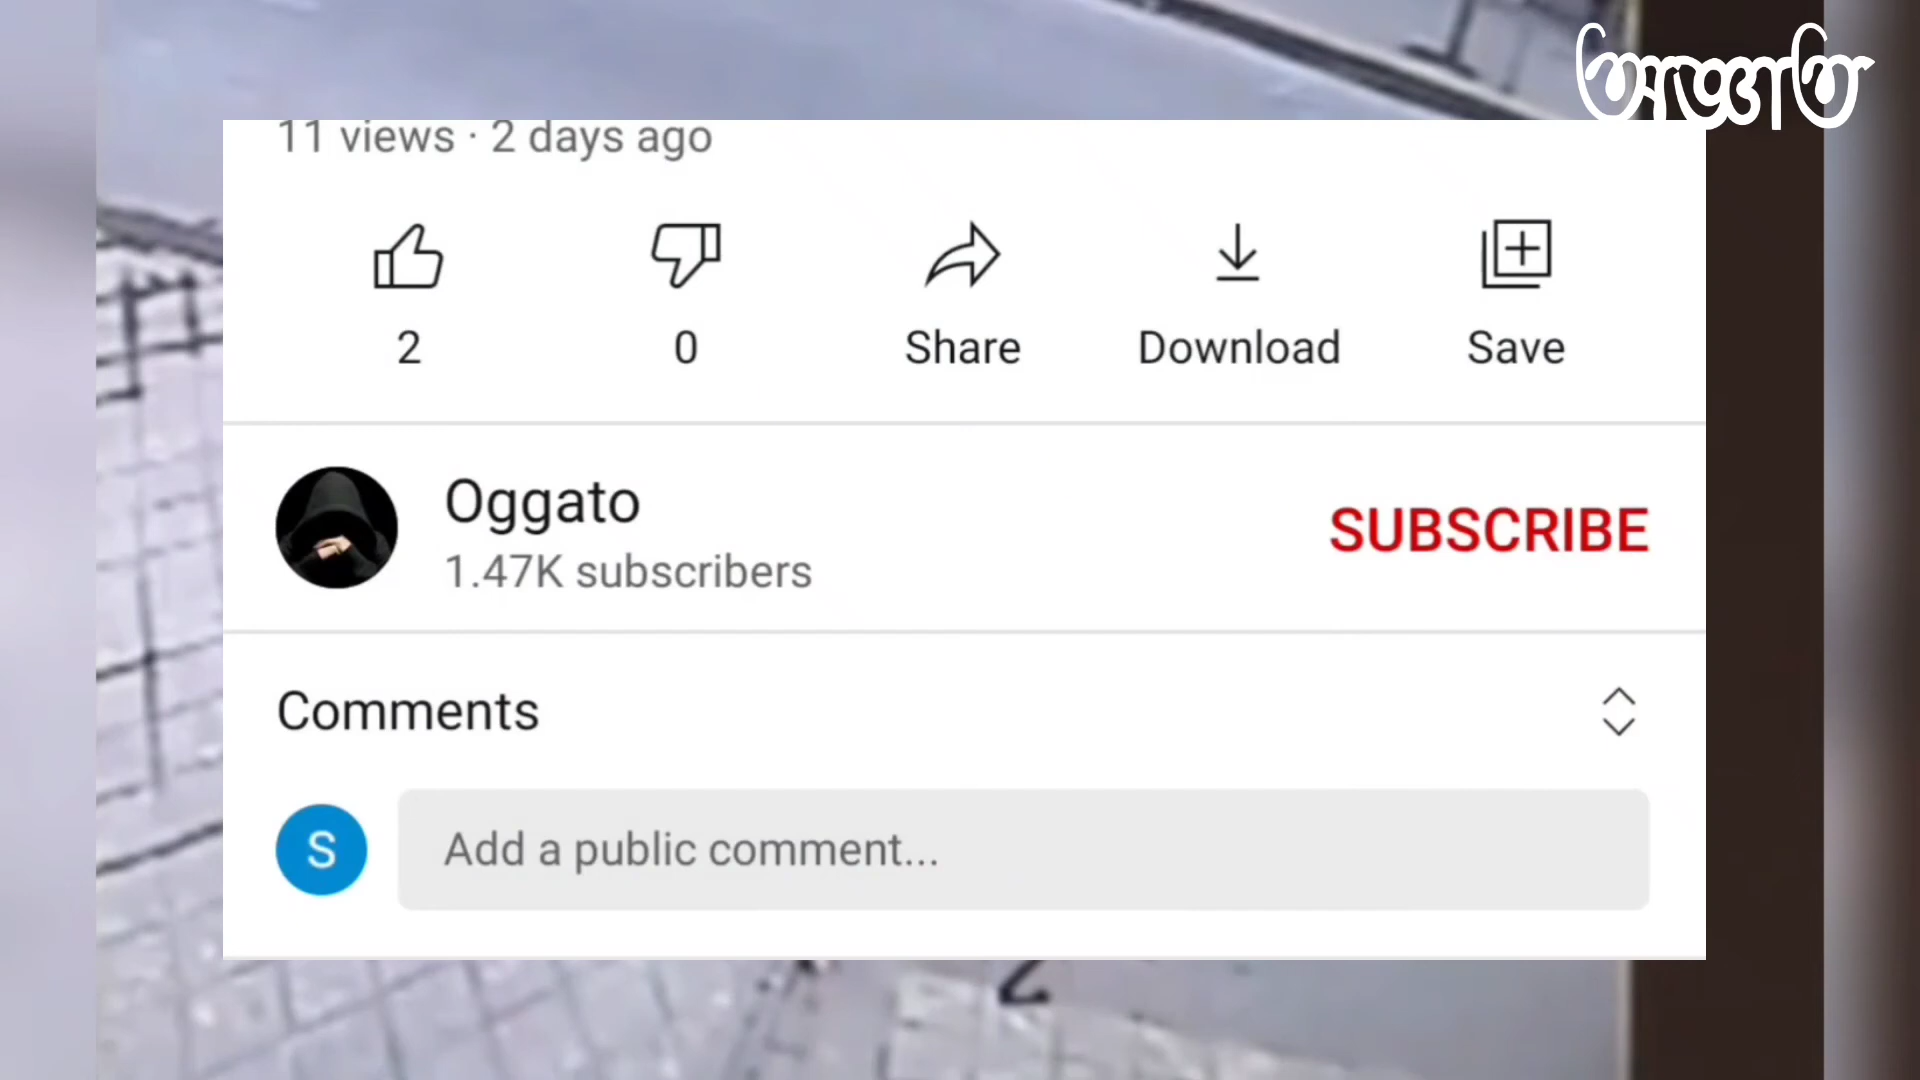 অজ্ঞাত
11 views · 2 days ago
2 0 Share Download Save
Oggato
SUBSCRIBE
1.47K subscribers
Comments
S
Add a public comment...